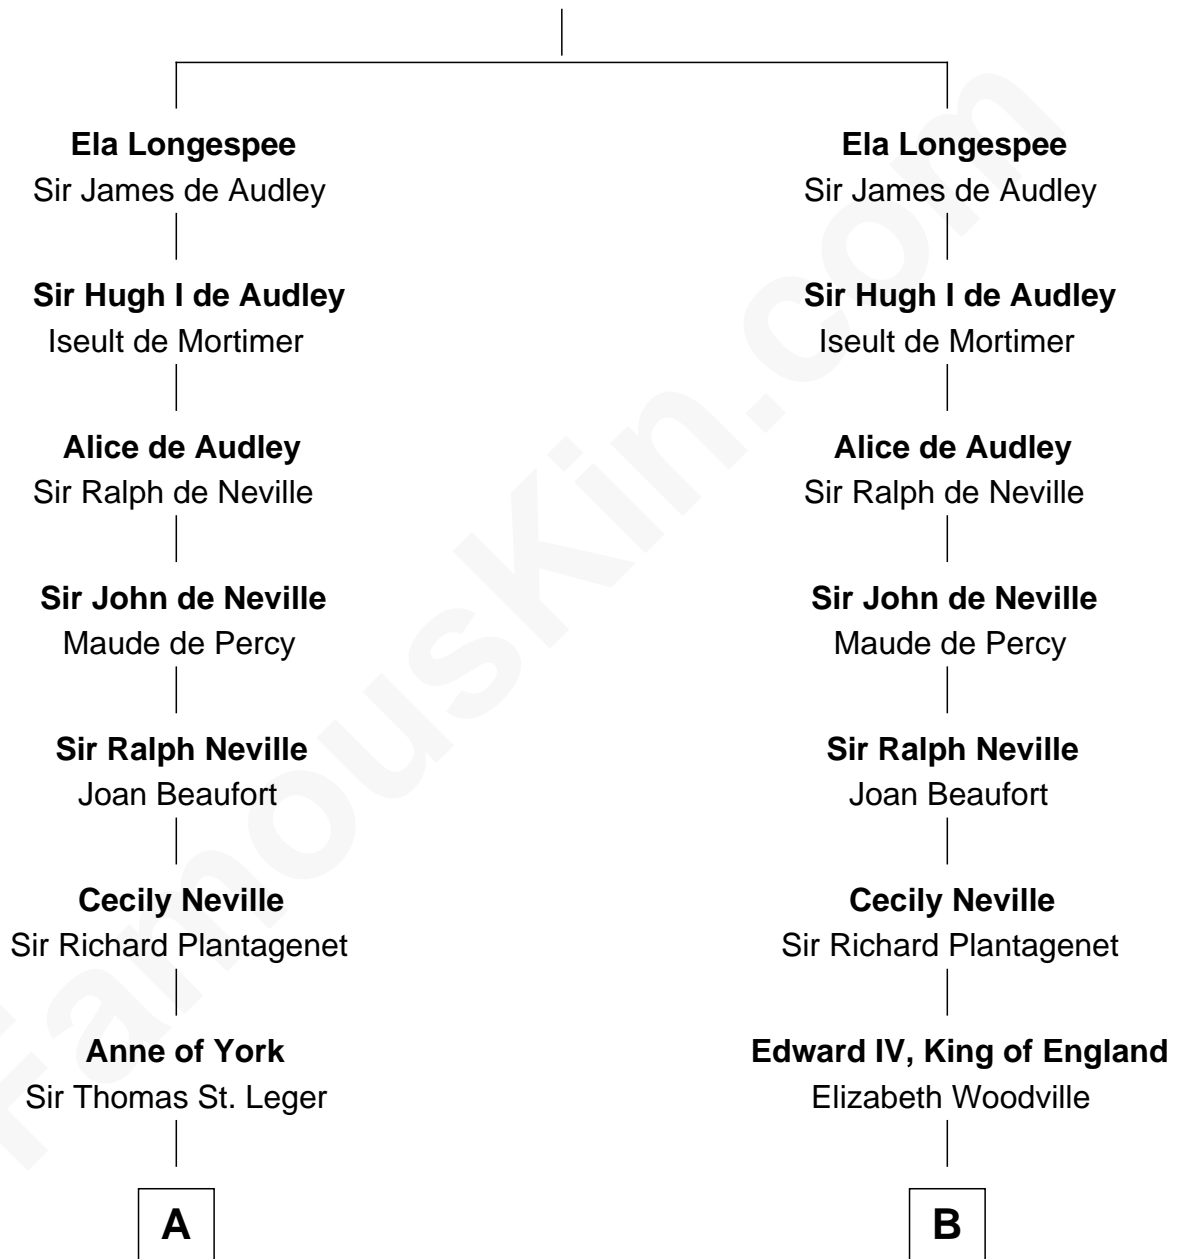 Ela Longespee
Sir James de Audley
Sir Hugh I de Audley
Iseult de Mortimer
Alice de Audley
Sir Ralph de Neville
Sir John de Neville
Maude de Percy
Sir Ralph Neville
Joan Beaufort
Cecily Neville
Sir Richard Plantagenet
Anne of York
Sir Thomas St. Leger
A
Ela Longespee
Sir James de Audley
Sir Hugh I de Audley
Iseult de Mortimer
Alice de Audley
Sir Ralph de Neville
Sir John de Neville
Maude de Percy
Sir Ralph Neville
Joan Beaufort
Cecily Neville
Sir Richard Plantagenet
Edward IV, King of England
Elizabeth Woodville
B
FamousKin.com